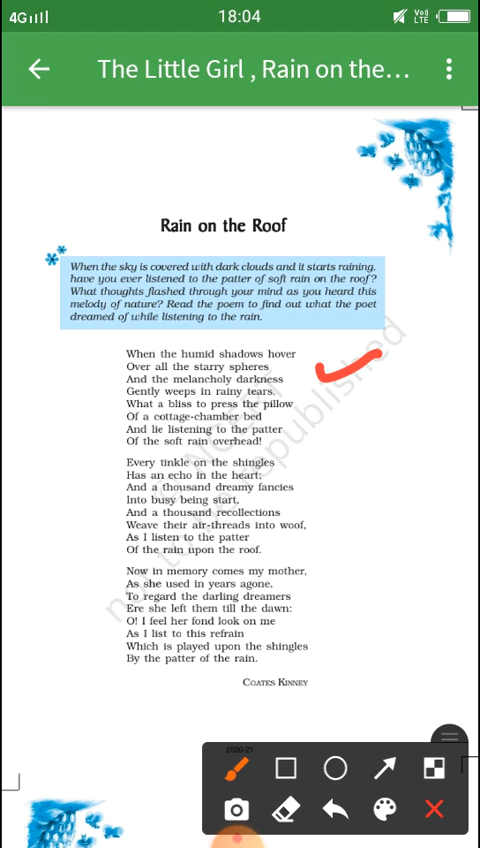 4G 18:04 Vo) LTE
The Little Girl , Rain on the...
Rain on the Roof
When the sky is covered with dark clouds and it starts raining,
have you ever listened to the patter of soft rain on the roof?
What thoughts flashed through your mind as you heard this
melody of nature? Read the poem to find out what the poet
dreamed of while listening to the rain.
When the humid shadows hover
Over all the starry spheres
And the melancholy darkness
Gently weeps in rainy tears,
What a bliss to press the pillow
Of a cottage-chamber bed
And lie listening to the patter
Of the soft rain overhead!
Every tinkle on the shingles
Has an echo in the heart;
And a thousand dreamy fancies
Into busy being start,
And a thousand recollections
Weave their air-threads into woof,
As I listen to the patter
Of the rain upon the roof.
Now in memory comes my mother,
As she used in years agone,
To regard the darling dreamers
Ere she left them till the dawn:
O! I feel her fond look on me
As I list to this refrain
Which is played upon the shingles
By the patter of the rain.
COATES KINNEY
2020-21